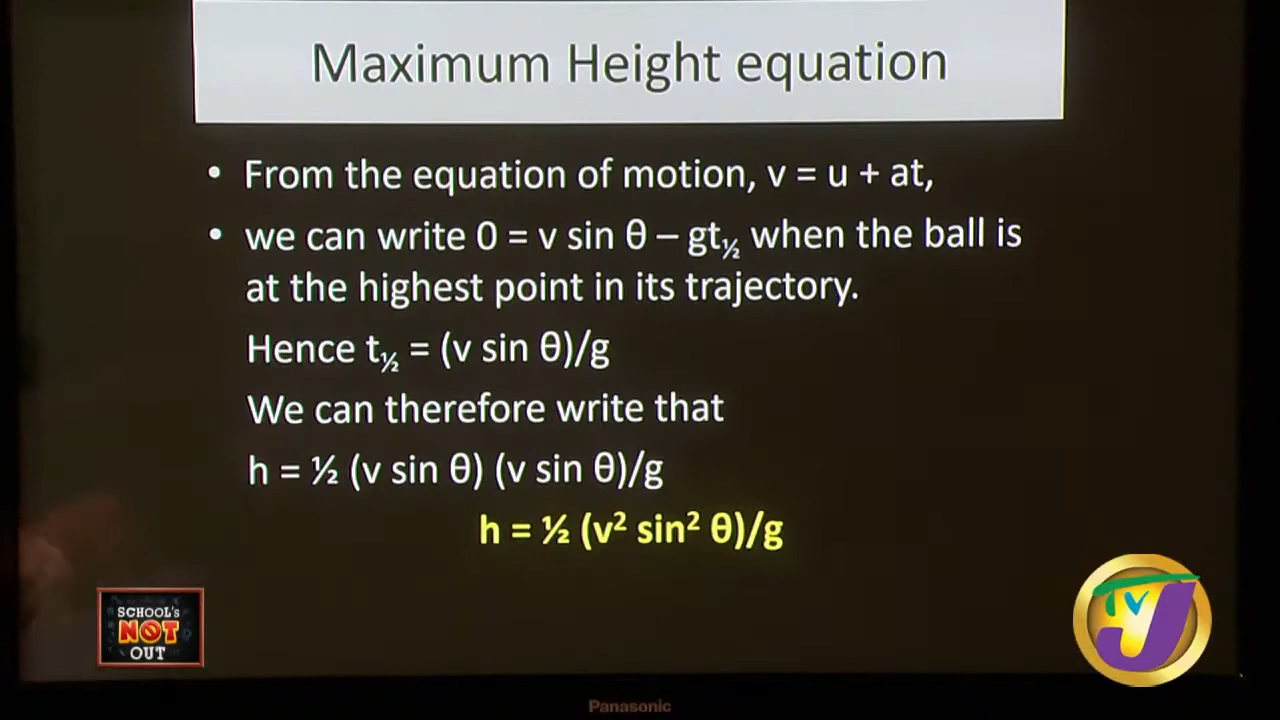 Maximum Height equation
• From the equation of motion, v = u + at,
• we can write 0 = v sin θ – gt½ when the ball is
at the highest point in its trajectory.
Hence t½ = (v sin θ)/g
We can therefore write that
h = ½ (v sin θ) (v sin θ)/g
h = ½ (v² sin² θ)/g
SCHOOL's
NOT
OUT
TVJ
Panasonic